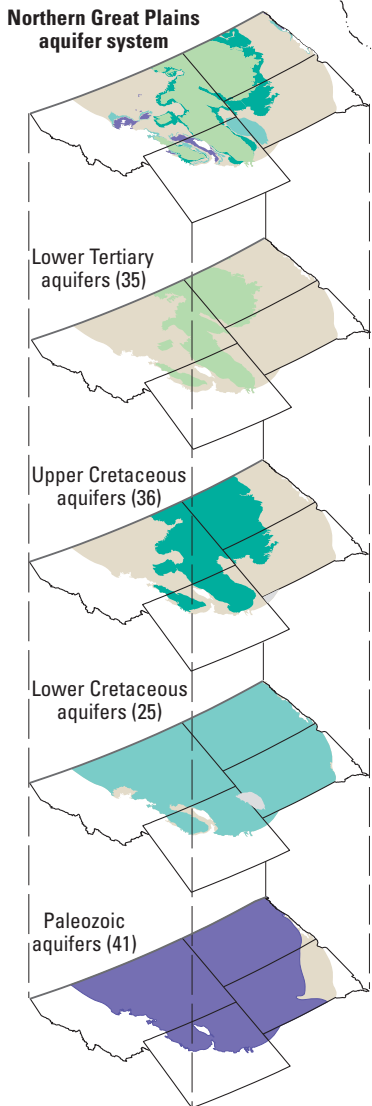 Northern Great Plains
aquifer system
Lower Tertiary
aquifers (35)
Upper Cretaceous
aquifers (36)
Lower Cretaceous
aquifers (25)
Paleozoic
aquifers (41)